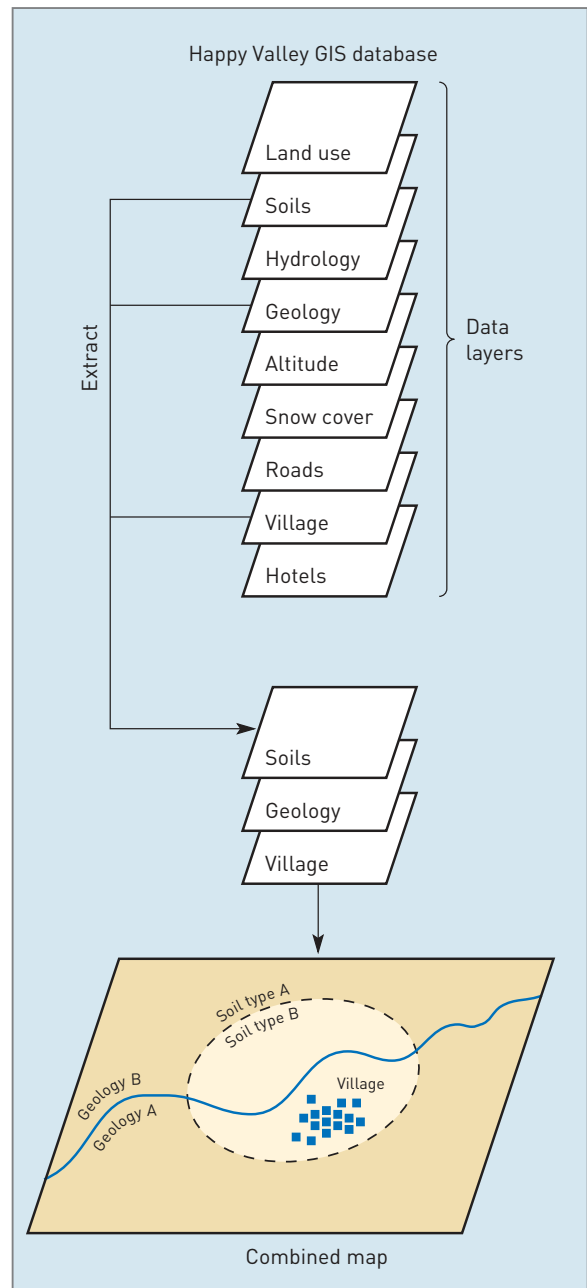 Happy Valley GIS database
Land use
Soils
Hydrology
Geology
Altitude
Snow cover
Roads
Village
Hotels
Data
layers
Extract
Soils
Geology
Village
Soil type A
Soil type B
Village
Geology B
Geology A
Combined map